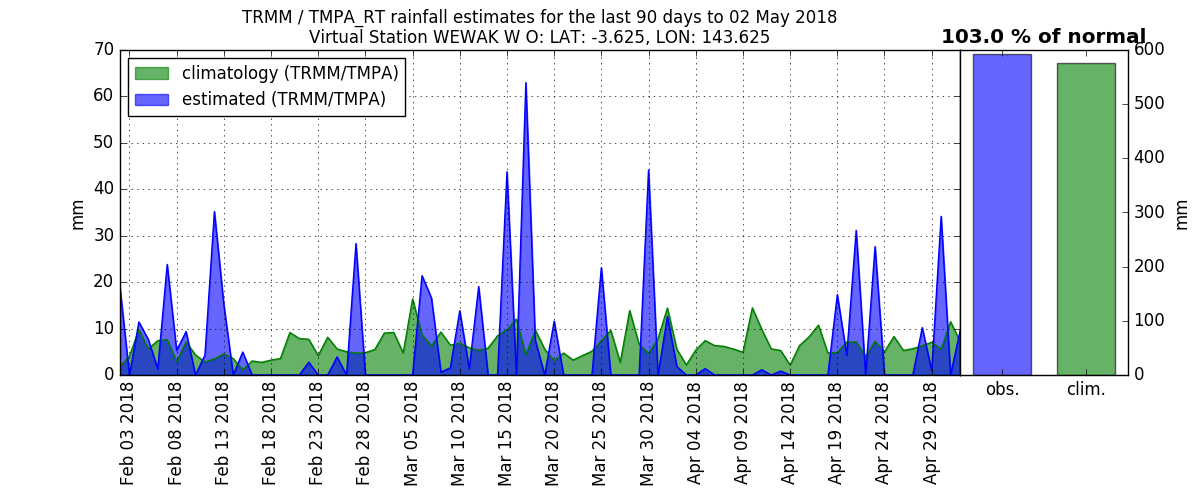 TRMM / TMPA_RT rainfall estimates for the last 90 days to 02 May 2018
Virtual Station WEWAK W O: LAT: -3.625, LON: 143.625
103.0 % of normal
climatology (TRMM/TMPA)
estimated (TRMM/TMPA)
70
60
50
40
30
20
10
0
mm
Feb 03 2018
Feb 08 2018
Feb 13 2018
Feb 18 2018
Feb 23 2018
Feb 28 2018
Mar 05 2018
Mar 10 2018
Mar 15 2018
Mar 20 2018
Mar 25 2018
Mar 30 2018
Apr 04 2018
Apr 09 2018
Apr 14 2018
Apr 19 2018
Apr 24 2018
Apr 29 2018
obs.
clim.
600
500
400
300
200
100
0
mm